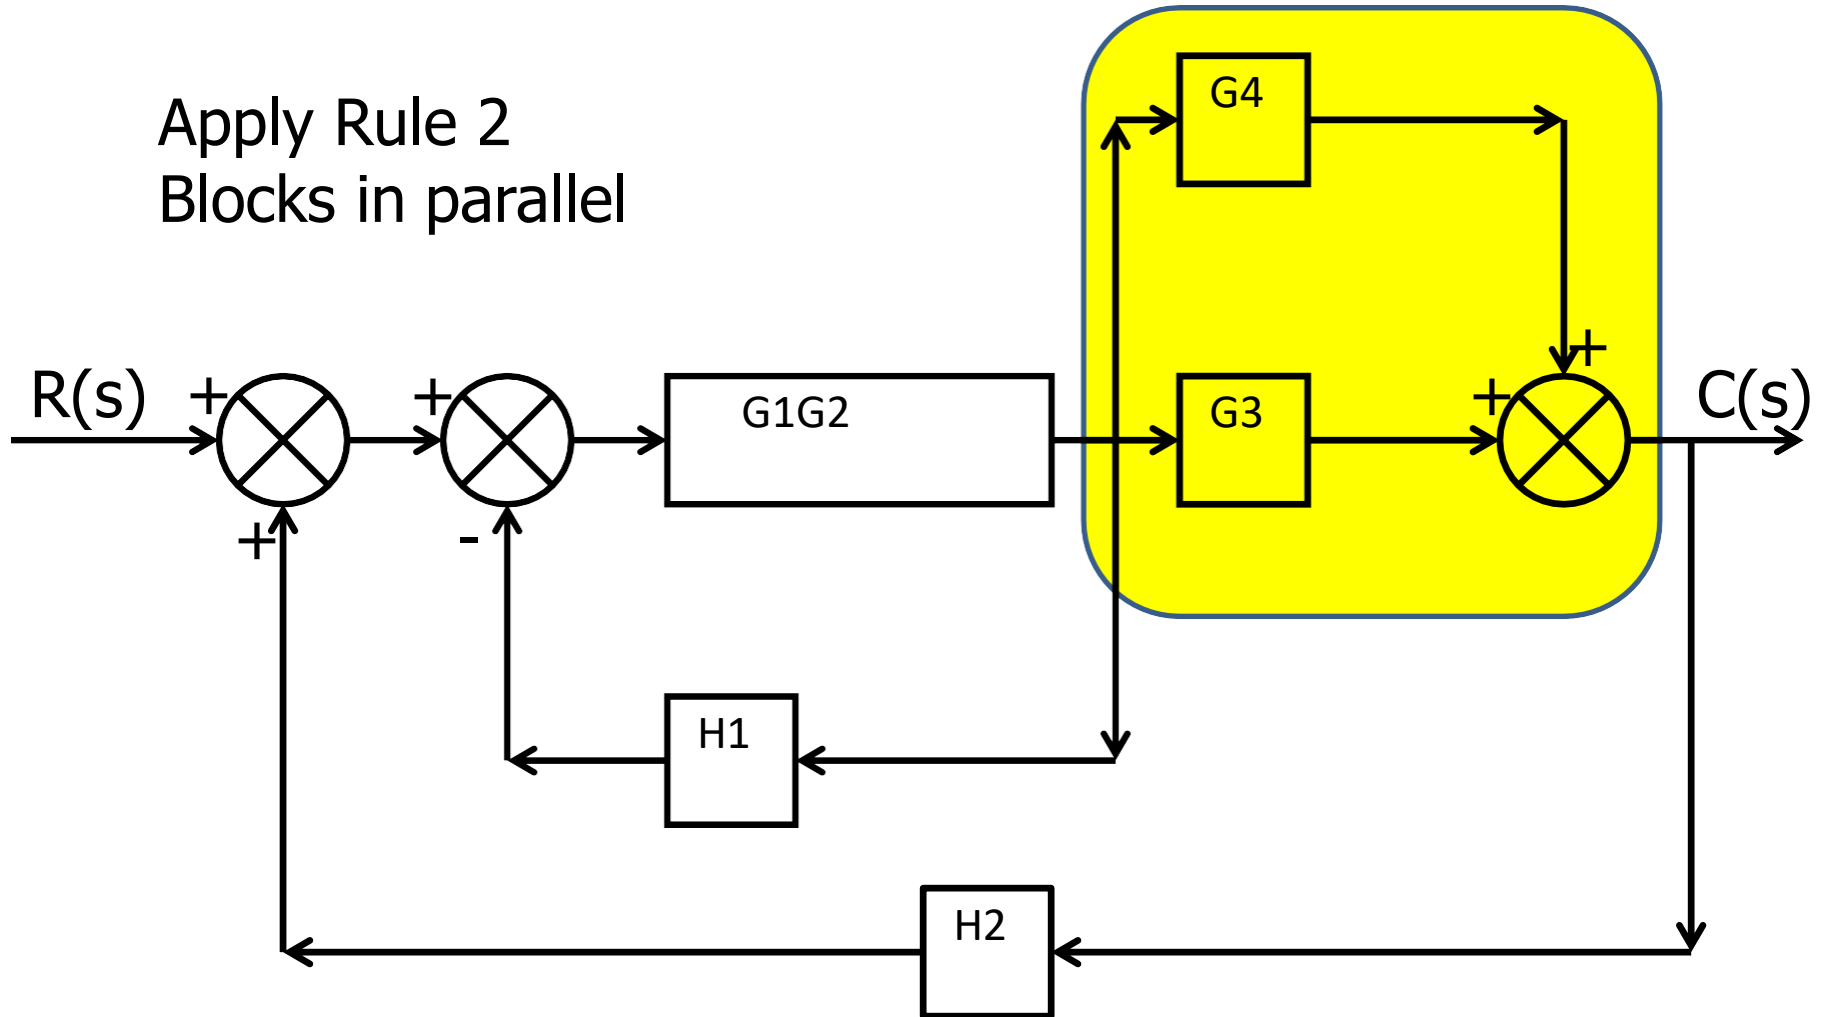 Apply Rule 2
Blocks in parallel
G4
+
R(s)
+
+
G1G2
+
G3
C(s)
+
-
H1
H2